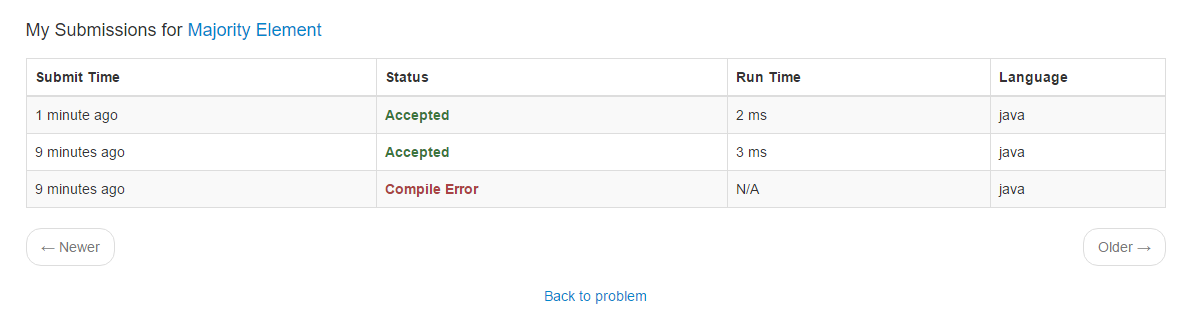 My Submissions for Majority Element
Submit Time Status Run Time Language
1 minute ago Accepted 2 ms java
9 minutes ago Accepted 3 ms java
9 minutes ago Compile Error N/A java
← Newer Older →
Back to problem